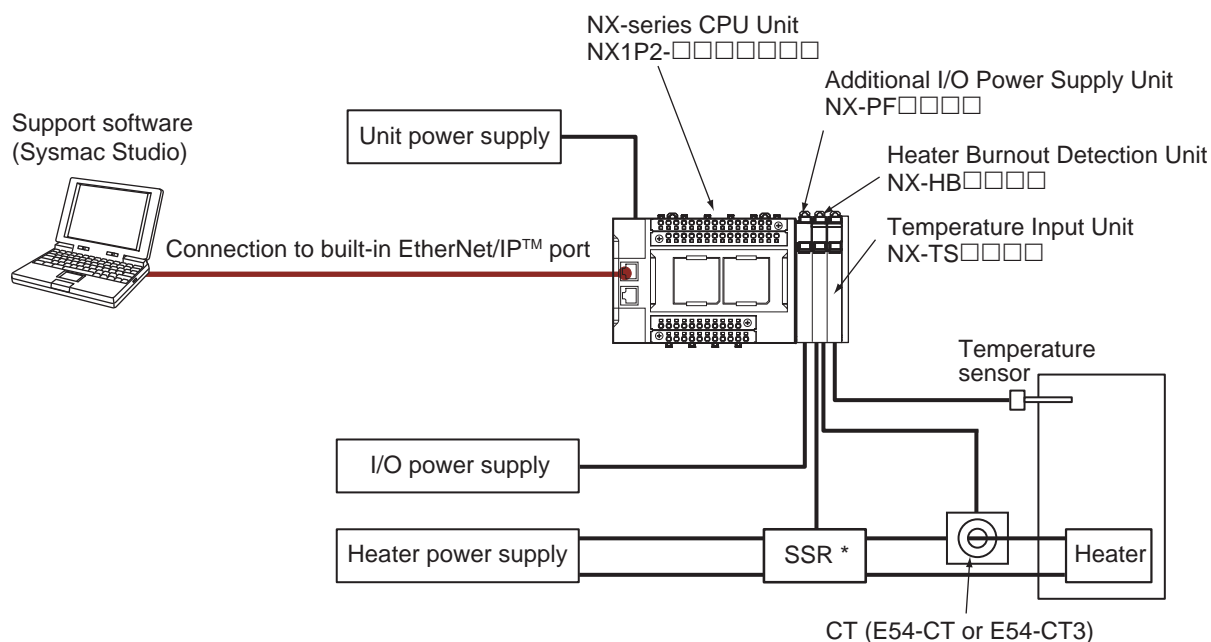 NX-series CPU Unit
NX1P2-□□□□□□□
Additional I/O Power Supply Unit
NX-PF□□□□
Support software
(Sysmac Studio)
Unit power supply
Heater Burnout Detection Unit
NX-HB□□□□
Temperature Input Unit
NX-TS□□□□
Connection to built-in EtherNet/IP™ port
Temperature
sensor
I/O power supply
Heater power supply
SSR *
Heater
CT (E54-CT or E54-CT3)